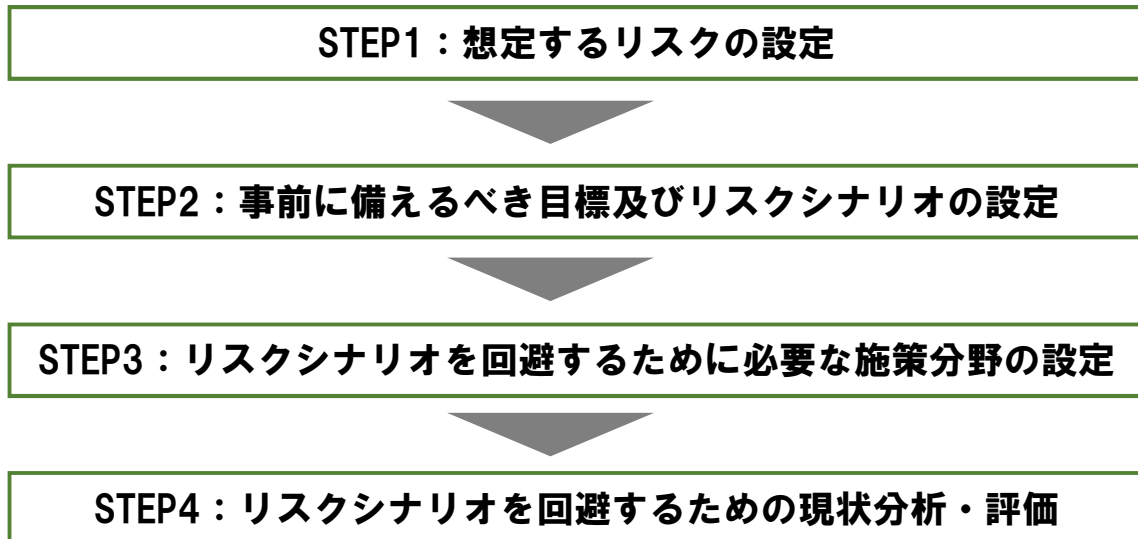 STEP1：想定するリスクの設定
STEP2：事前に備えるべき目標及びリスクシナリオの設定
STEP3：リスクシナリオを回避するために必要な施策分野の設定
STEP4：リスクシナリオを回避するための現状分析・評価